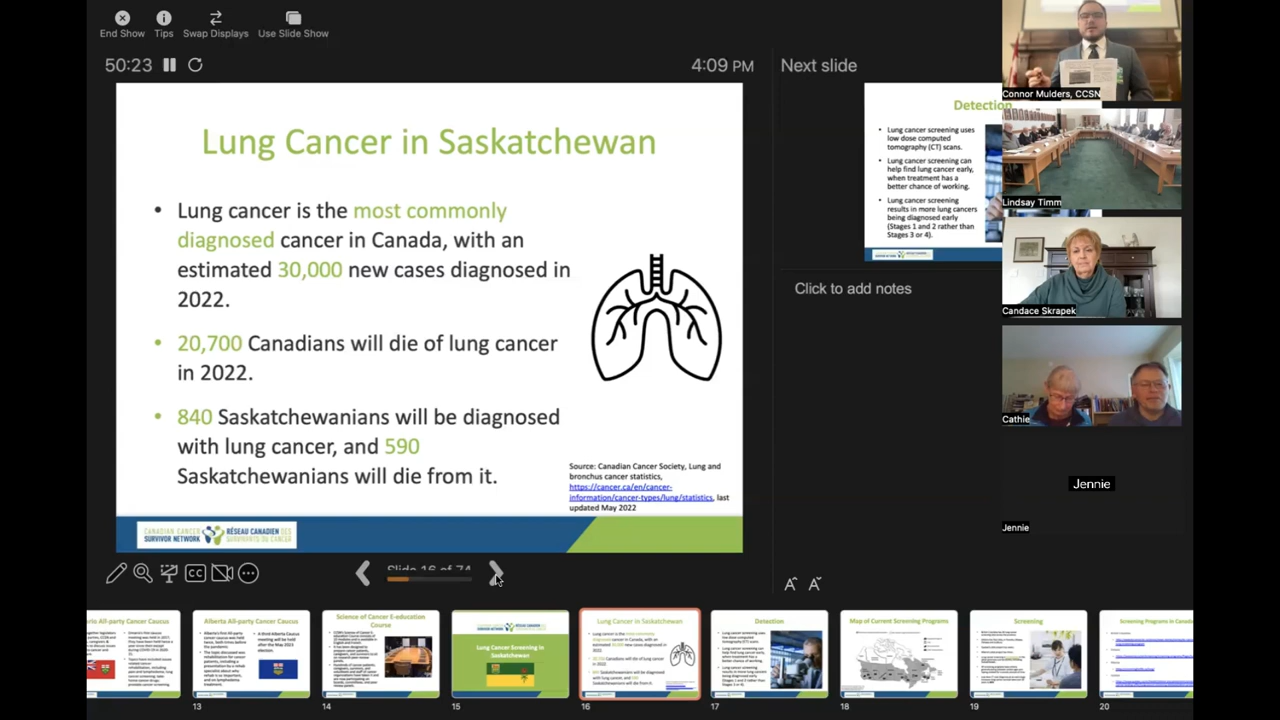 End Show
Tips
Swap Displays
Use Slide Show
50:23
4:09 PM
Next slide
Lung Cancer in Saskatchewan
• Lung cancer is the most commonly
diagnosed cancer in Canada, with an
estimated 30,000 new cases diagnosed in
2022.
• 20,700 Canadians will die of lung cancer
in 2022.
• 840 Saskatchewanians will be diagnosed
with lung cancer, and 590
Saskatchewanians will die from it.
Source: Canadian Cancer Society, Lung and
bronchus cancer statistics,
https://cancer.ca/en/cancer-
information/cancer-types/lung/statistics, last
updated May 2022
CANADIAN CANCER
SURVIVOR NETWORK
RÉSEAU CANADIEN DES
SURVIVANTS DU CANCER
Detection
• Lung cancer screening uses
low dose computed
tomography (CT) scans.
• Lung cancer screening can
help find lung cancer early,
when treatment has a
better chance of working.
• Lung cancer screening
results in more lung cancers
being diagnosed early
(Stages 1 and 2 rather than
Stages 3 or 4).
Click to add notes
Connor Mulders, CCSN
Lindsay Timm
Candace Skrapek
Cathie
Jennie
Jennie
CC
Slide 16 of 74
All-party Cancer Caucus
Alberta All-party Cancer Caucus
Science of Cancer E-education
Course
Lung Cancer Screening in
Saskatchewan
Lung Cancer in Saskatchewan
Detection
Map of Current Screening Programs
Screening
Screening Programs in Canada
13
14
15
16
17
18
19
20